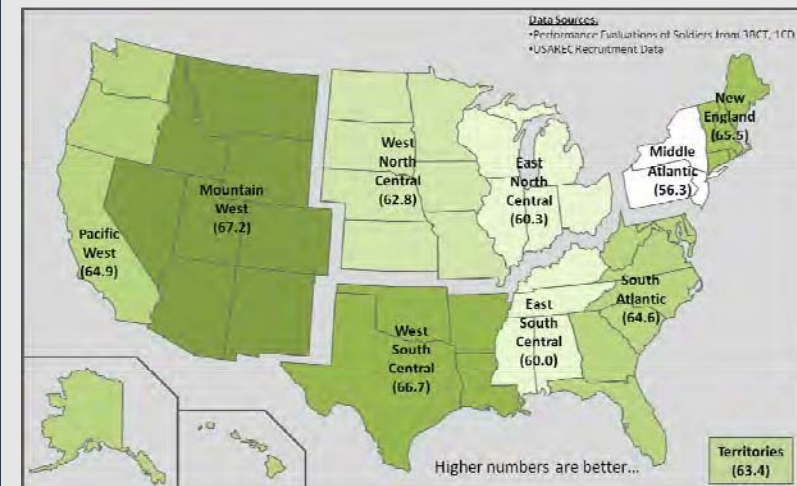 Data Sources:
•Performance Evaluations of Soldiers from 3BCT, 1CD
•USAREC Recruitment Data
New
England
(65.5)
Middle
Atlantic
(56.3)
West
North
Central
(62.8)
East
North
Central
(60.3)
Mountain
West
(67.2)
Pacific
West
(64.9)
South
Atlantic
(64.6)
East
South
Central
(60.0)
West
South
Central
(66.7)
Higher numbers are better...
Territories
(63.4)